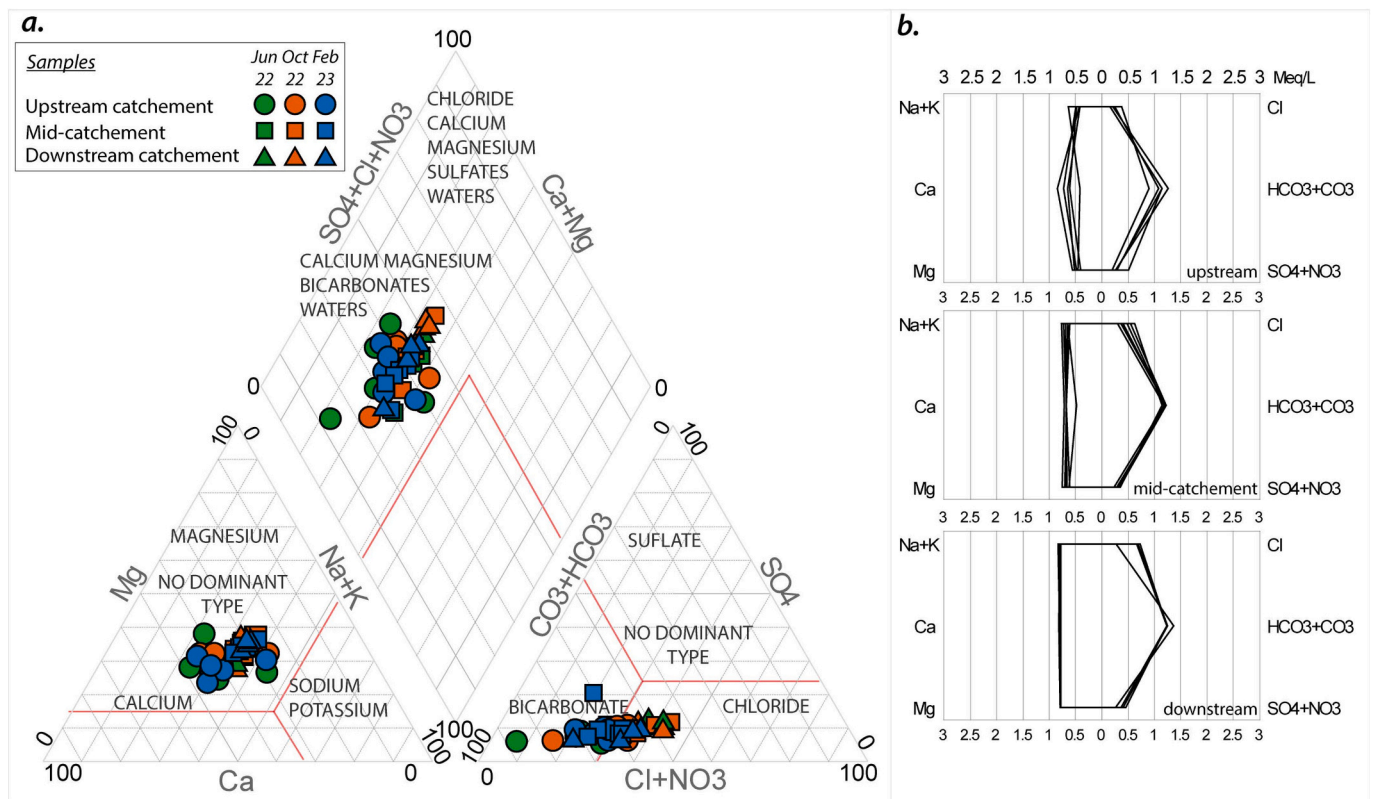 a.
Samples
Jun Oct Feb
22 22 23
Upstream catchement
Mid-catchement
Downstream catchement
100
SO4+Cl+NO3
Ca+Mg
CHLORIDE
CALCIUM
MAGNESIUM
SULFATES
WATERS
CALCIUM MAGNESIUM
BICARBONATES
WATERS
0
0
100
0
0
100
Mg
Na+K
MAGNESIUM
NO DOMINANT
TYPE
CALCIUM
SODIUM
POTASSIUM
0
100
100
Ca
0
CO3+HCO3
SO4
SUFLATE
NO DOMINANT
TYPE
BICARBONATE
CHLORIDE
100
100
0
0
Cl+NO3
100
b.
3 2.5 2 1.5 1 0.5 0 0.5 1 1.5 2 2.5 3 Meq/L
Na+K Cl
Ca HCO3+CO3
Mg upstream SO4+NO3
3 2.5 2 1.5 1 0.5 0 0.5 1 1.5 2 2.5 3
Na+K Cl
Ca HCO3+CO3
Mg mid-catchement SO4+NO3
3 2.5 2 1.5 1 0.5 0 0.5 1 1.5 2 2.5 3
Na+K Cl
Ca HCO3+CO3
Mg downstream SO4+NO3
3 2.5 2 1.5 1 0.5 0 0.5 1 1.5 2 2.5 3